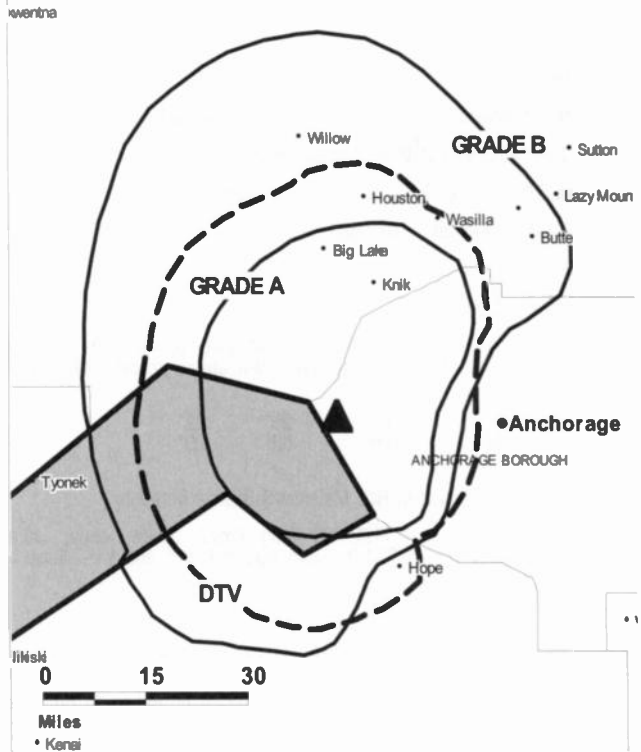 Willow
GRADE B
Sutton
Houston
Lazy Moun
Wasilla
Butte
Big Lake
GRADE A
Knik
Anchorage
ANCHORAGE BOROUGH
Tyonek
Hope
DTV
0 15 30
Miles
Kenai